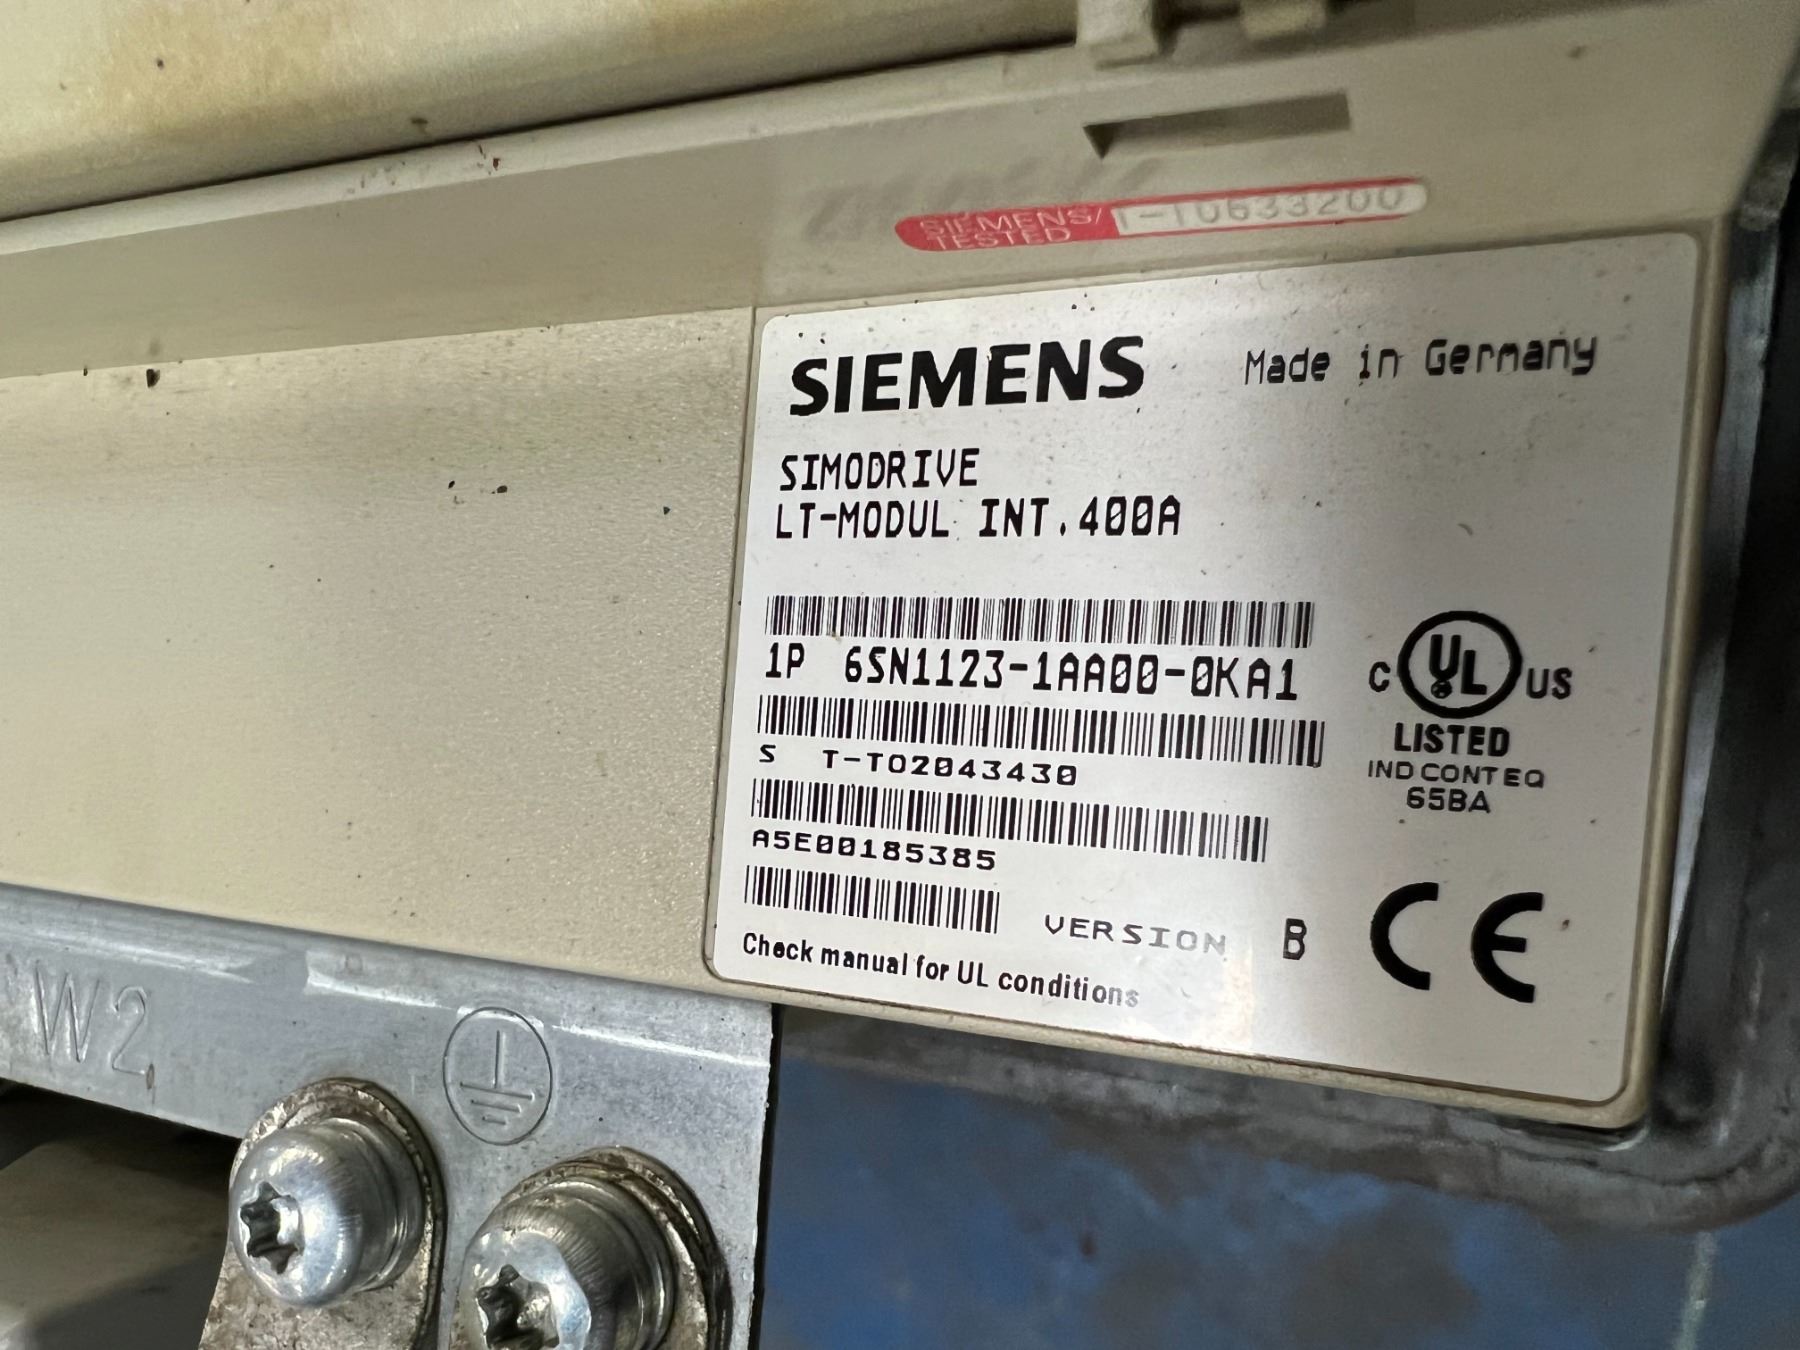 SIEMENS/ T-T0633200
TESTED
SIEMENS Made in Germany
SIMODRIVE
LT-MODUL INT.400A
1P 6SN1123-1AA00-0KA1
S T-TO2043430
A5E00185385
VERSION B
Check manual for UL conditions
C UL US
LISTED
IND CONT EQ
65BA
CE
W2